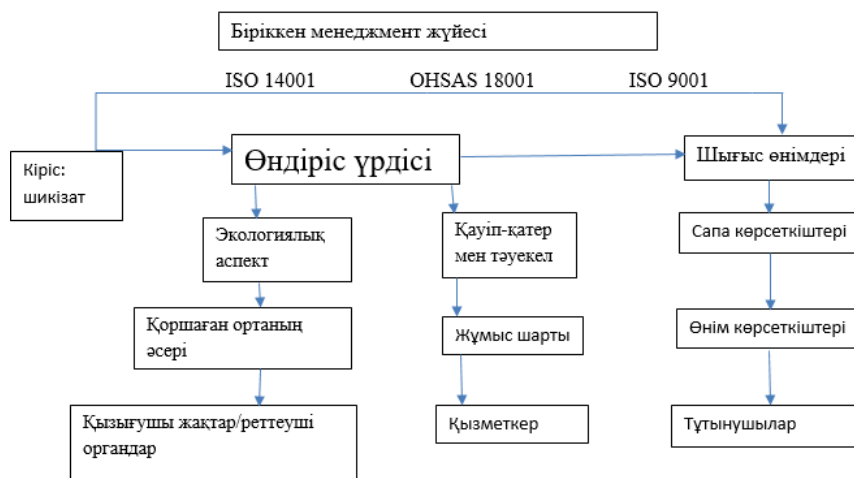 Біріккен менеджмент жүйесі
ISO 14001 OHSAS 18001 ISO 9001
Кіріс:
шикізат
Өндіріс үрдісі
Шығыс өнімдері
Экологиялық
аспект
Қауіп-қатер
мен тәуекел
Сапа көрсеткіштері
Қоршаған ортаның
әсері
Жұмыс шарты
Өнім көрсеткіштері
Қызығушы жақтар/реттеуші
органдар
Қызметкер
Тұтынушылар